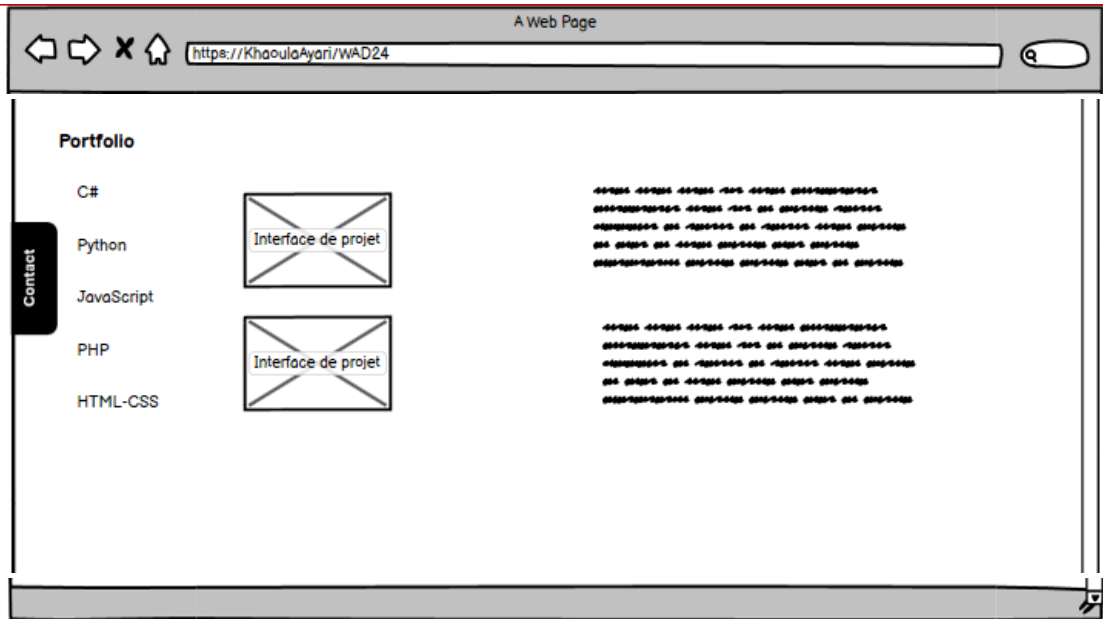 A Web Page
https://KhaoulaAyari/WAD24
Portfolio
C#
Python
JavaScript
PHP
HTML-CSS
Contact
Interface de projet
Interface de projet